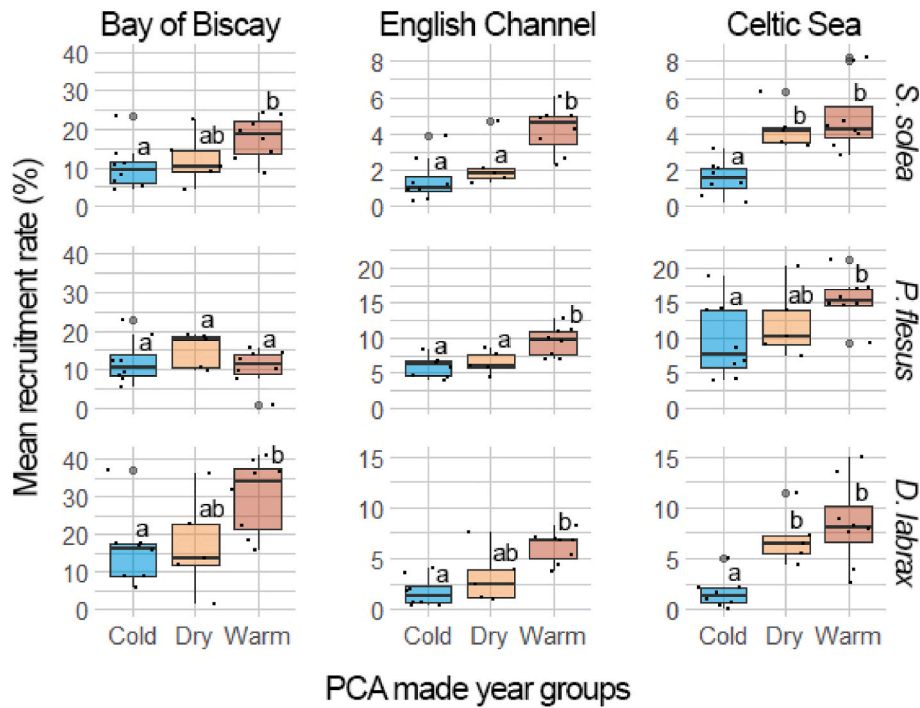 Bay of Biscay English Channel Celtic Sea
Mean recruitment rate (%)
40
30
20
10
0
a ab b
8
6
4
2
0
a a b
8
6
4
2
0
a b b
S. solea
40
30
20
10
0
a a a
20
15
10
5
0
a a b
20
15
10
5
0
a ab b
P. flesus
40
30
20
10
0
a ab b
15
10
5
0
a ab b
15
10
5
0
a b b
D. labrax
Cold Dry Warm Cold Dry Warm Cold Dry Warm
PCA made year groups